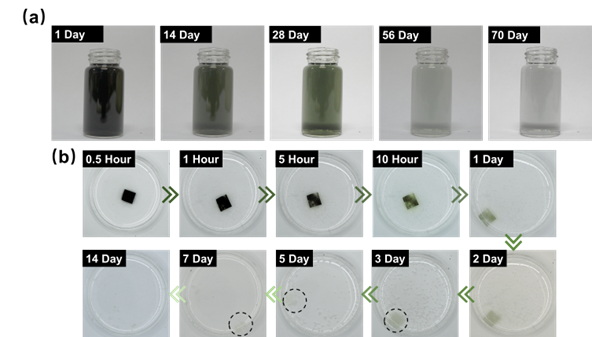 (a)
1 Day
14 Day
28 Day
56 Day
70 Day
(b)
0.5 Hour
1 Hour
5 Hour
10 Hour
1 Day
14 Day
7 Day
5 Day
3 Day
2 Day